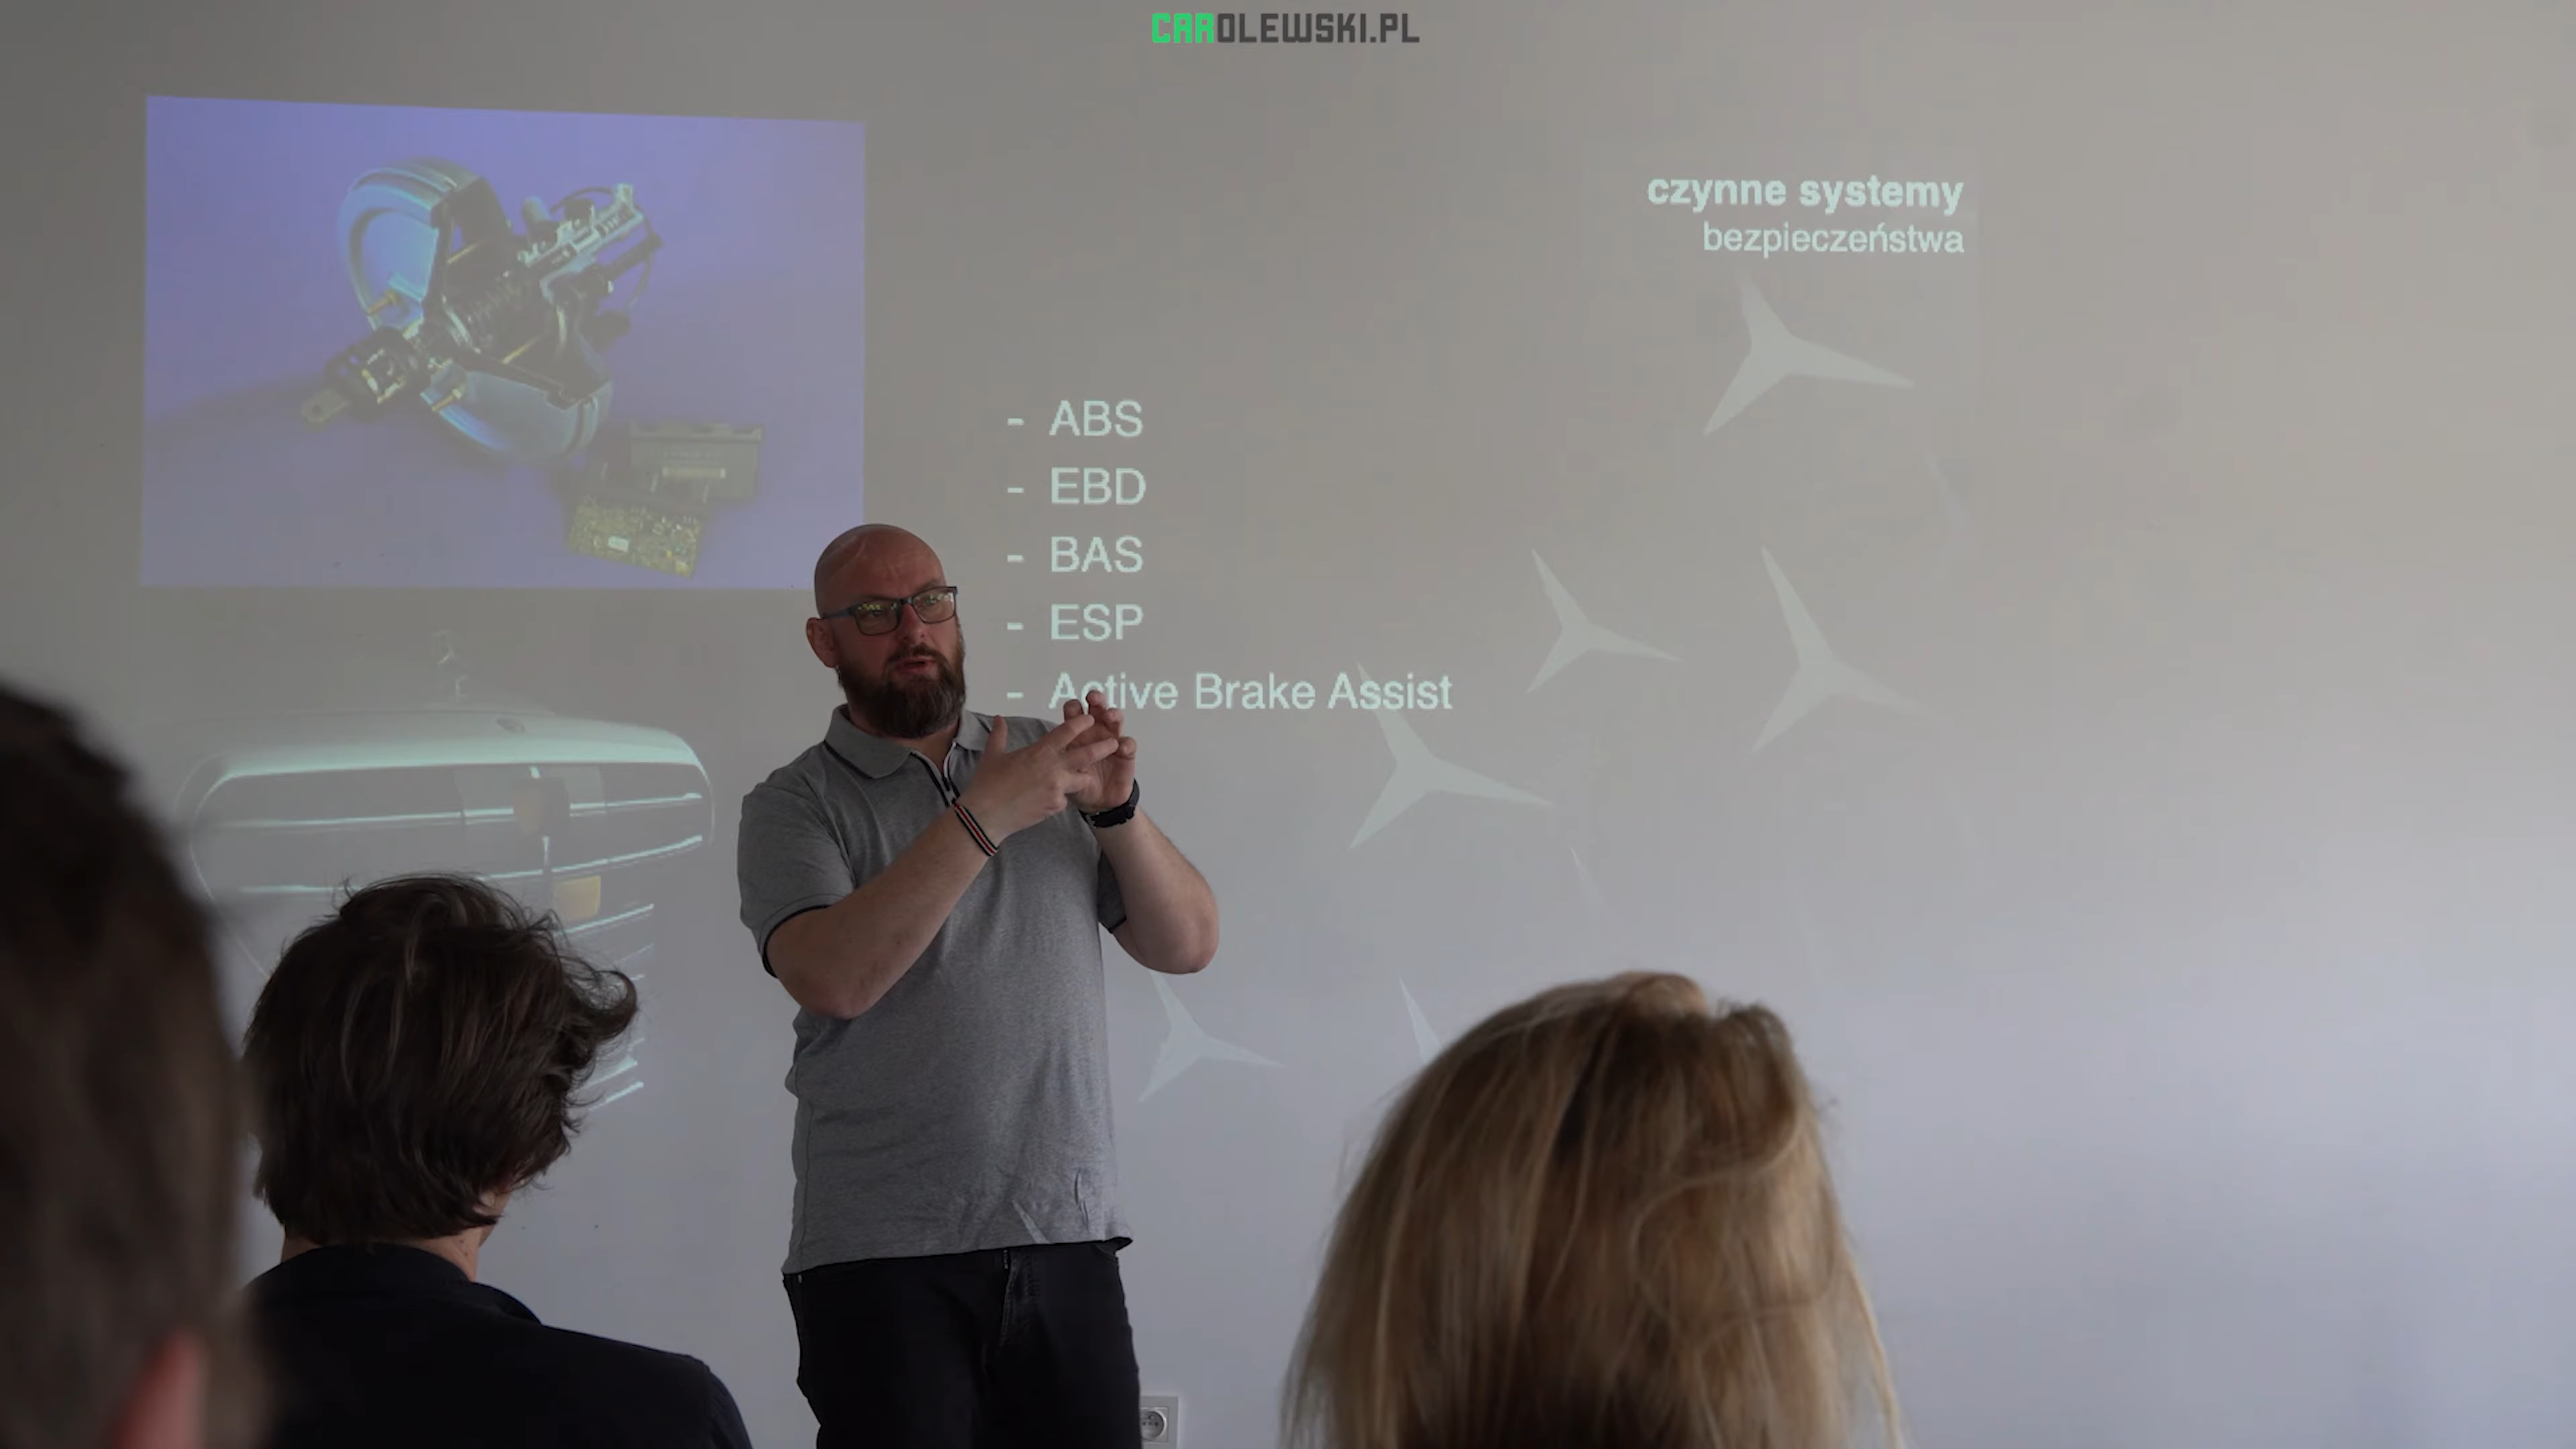 CAROLEWSKI.PL
czynne systemy
bezpieczeństwa
- ABS
- EBD
- BAS
- ESP
- Active Brake Assist